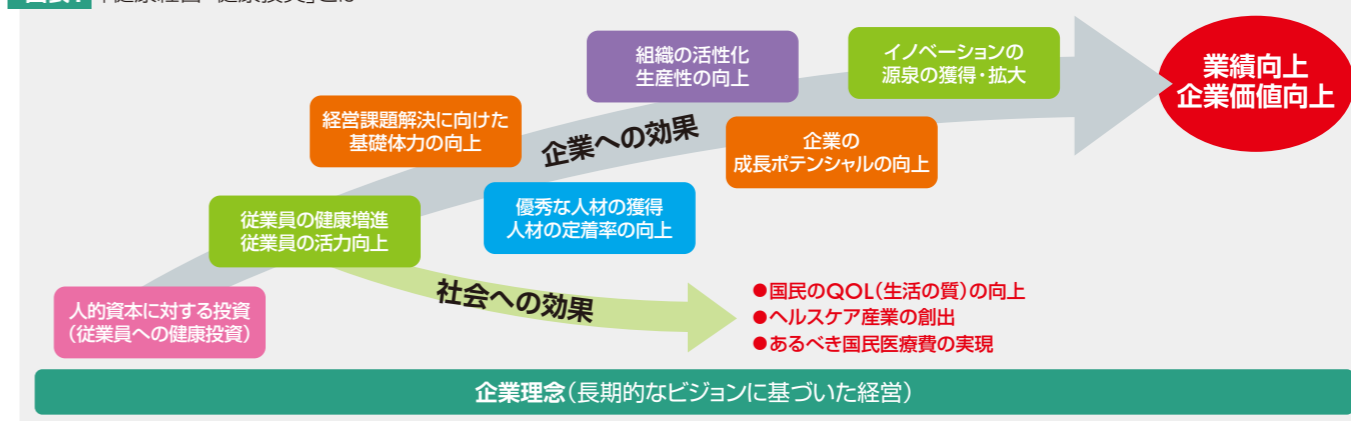 とは
組織の活性化
生産性の向上
イノベーションの
源泉の獲得・拡大
業績向上
企業価値向上
経営課題解決に向けた
基礎体力の向上
企業への効果
企業の
成長ポテンシャルの向上
従業員の健康増進
従業員の活力向上
優秀な人材の獲得
人材の定着率の向上
社会への効果
人的資本に対する投資
(従業員への健康投資)
●国民のQOL(生活の質)の向上
●ヘルスケア産業の創出
●あるべき国民医療費の実現
企業理念(長期的なビジョンに基づいた経営)